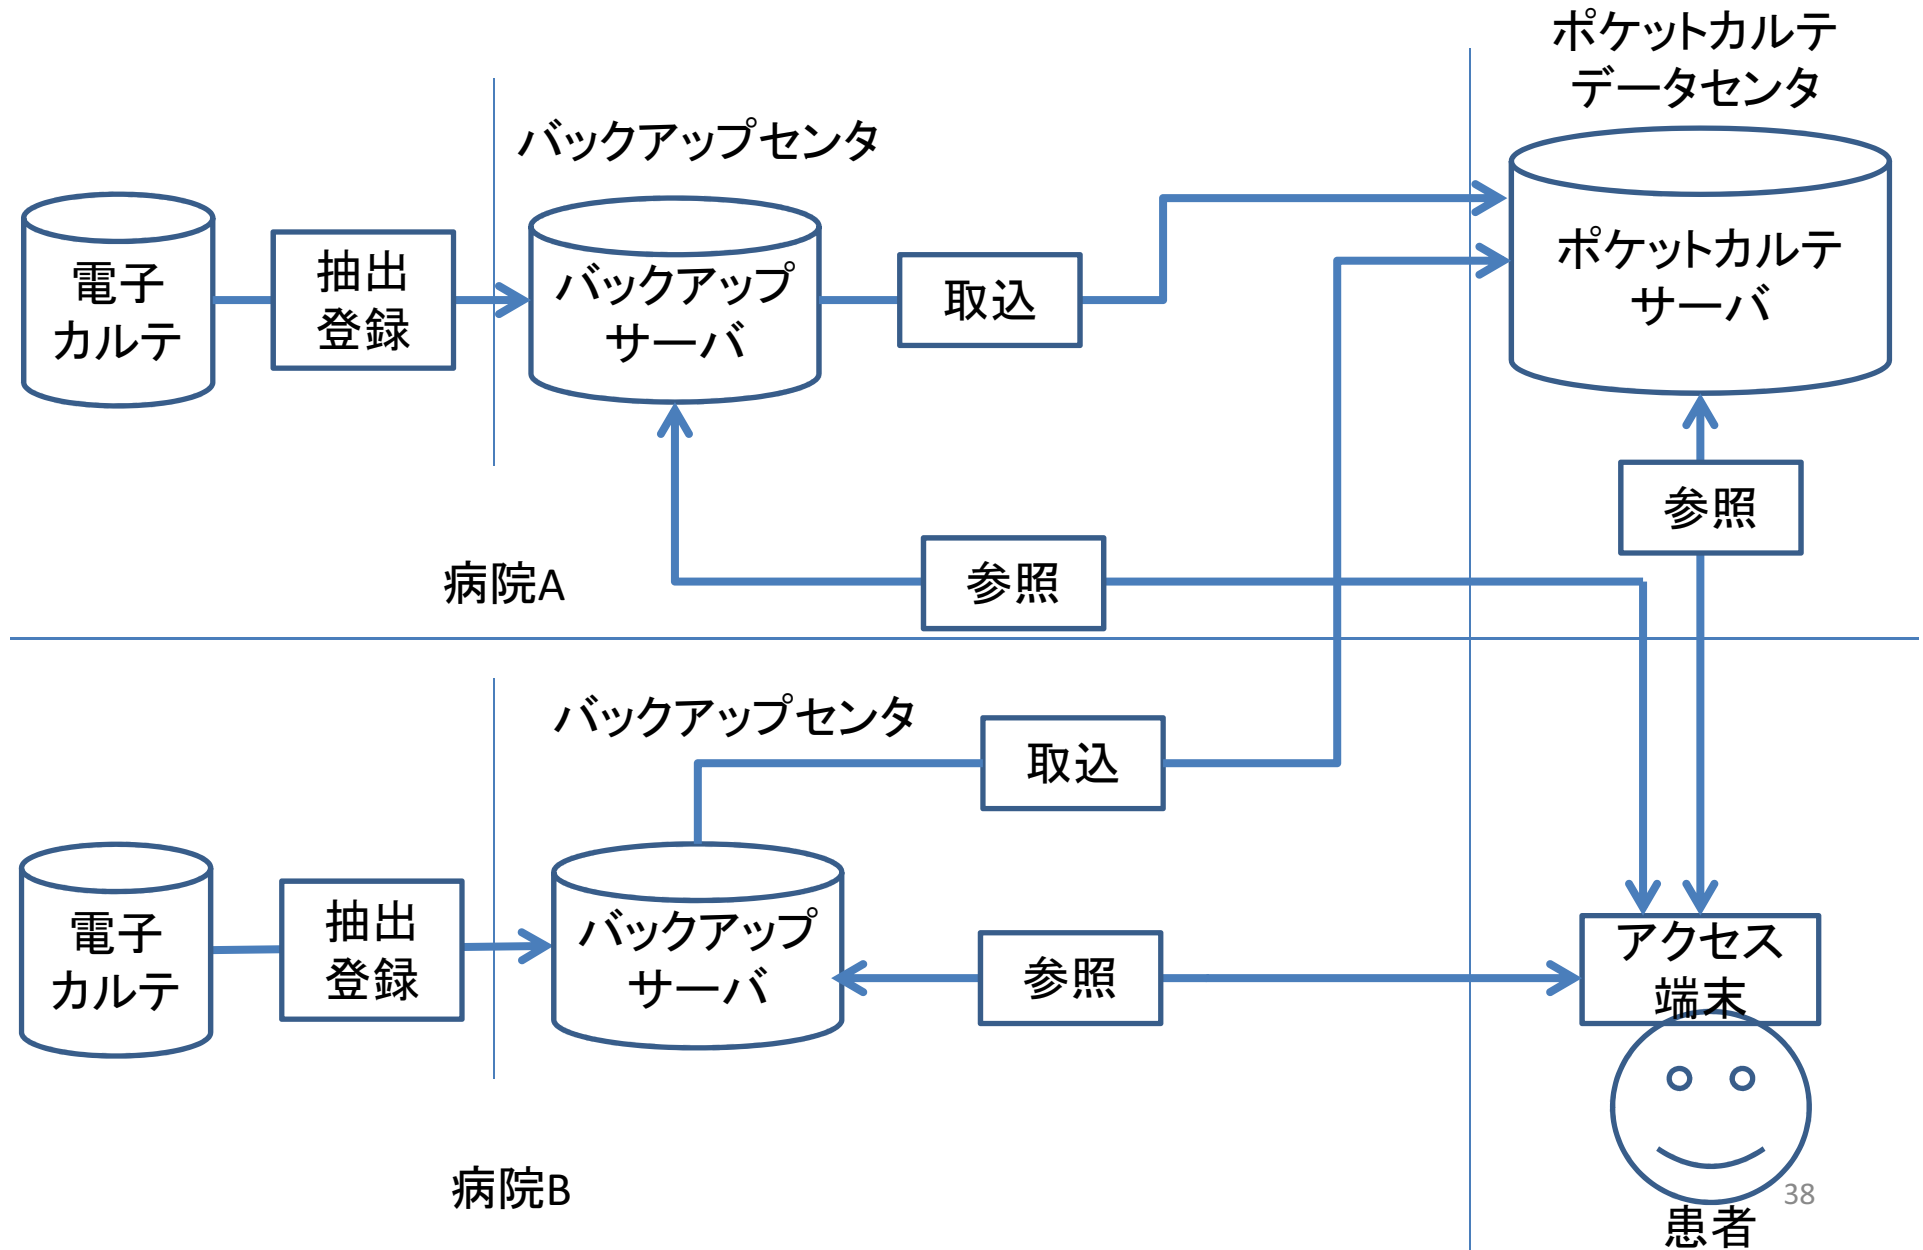 ポケットカルテ
データセンタ
バックアップセンタ
電子
カルテ
抽出
登録
バックアップ
サーバ
取込
ポケットカルテ
サーバ
参照
参照
病院A
バックアップセンタ
取込
電子
カルテ
抽出
登録
バックアップ
サーバ
参照
アクセス
端末
病院B
38
患者